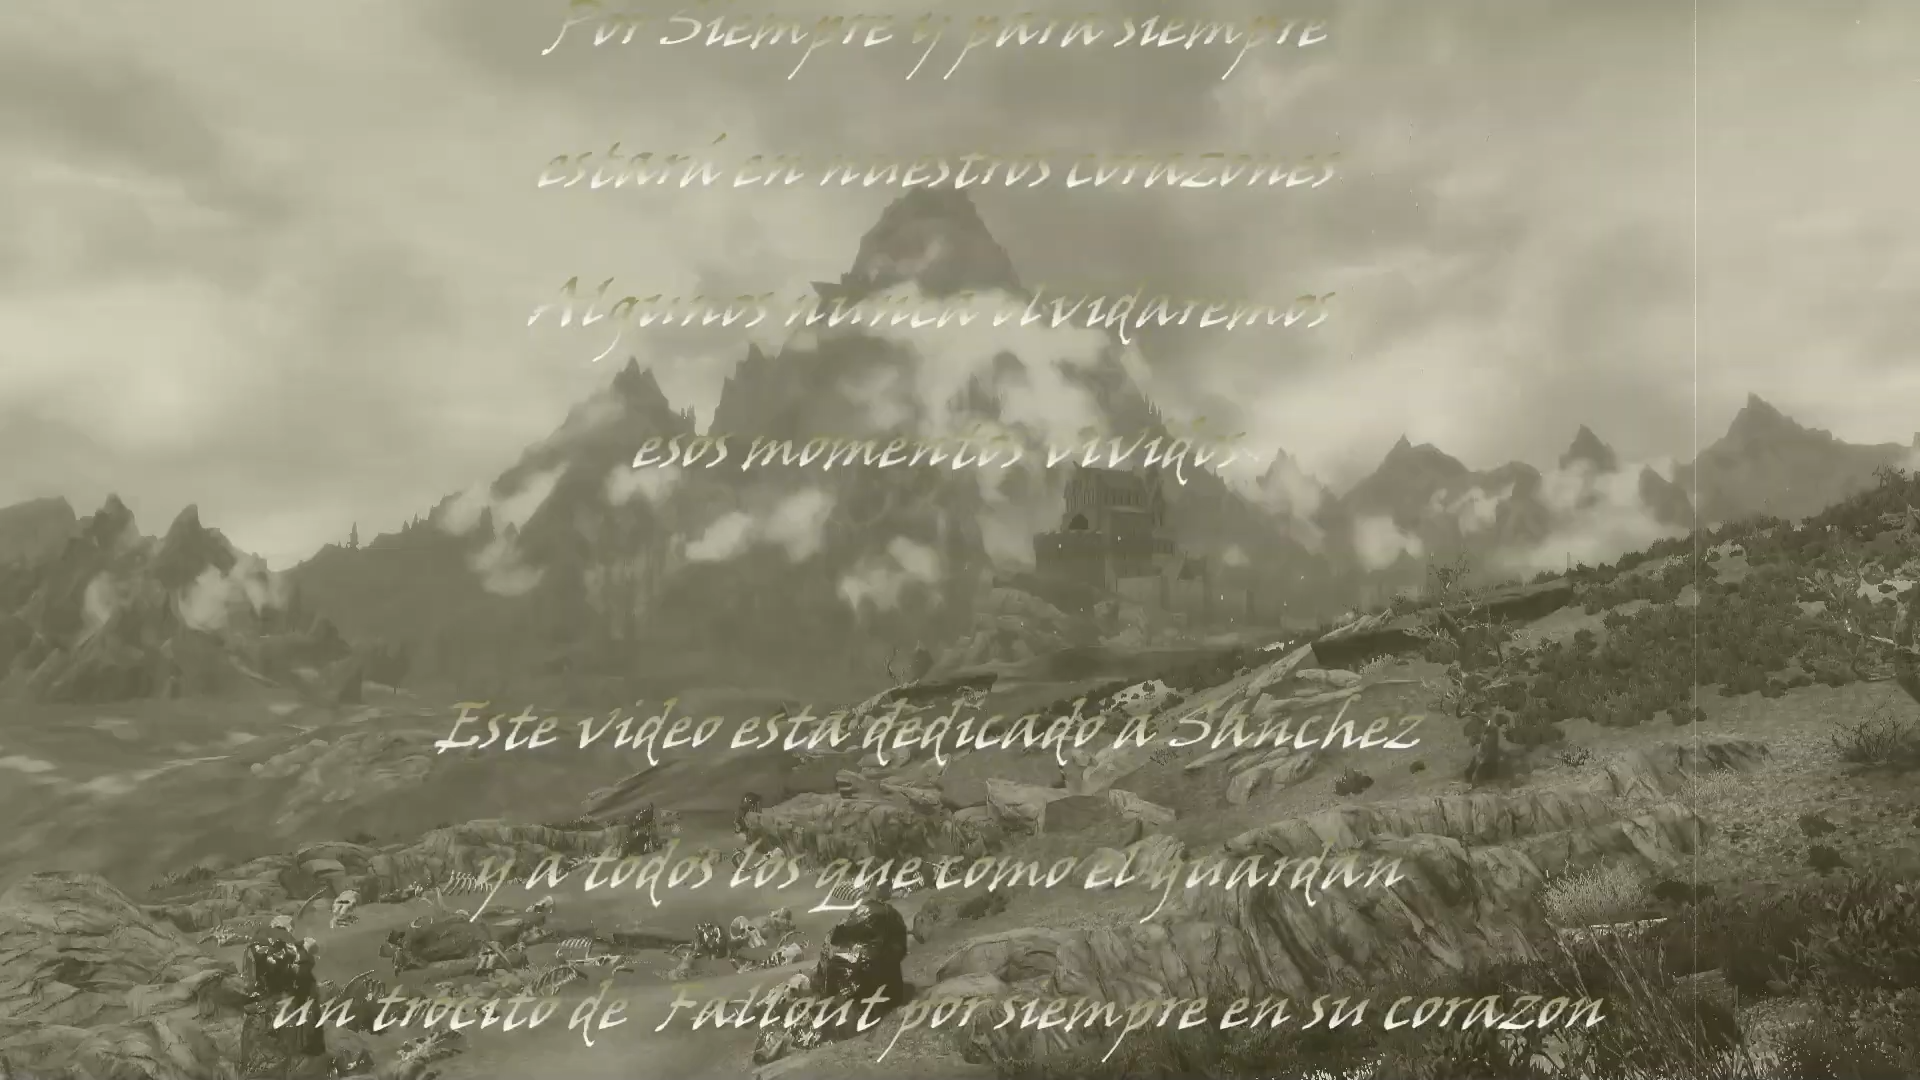 Por Siempre y para siempre
estará en nuestros corazones
Algunos nunca olvidaremos
esos momentos vividos
Este video esta dedicado a Sanchez
y a todos los que como el guardan
un trocito de Fallout por siempre en su corazon